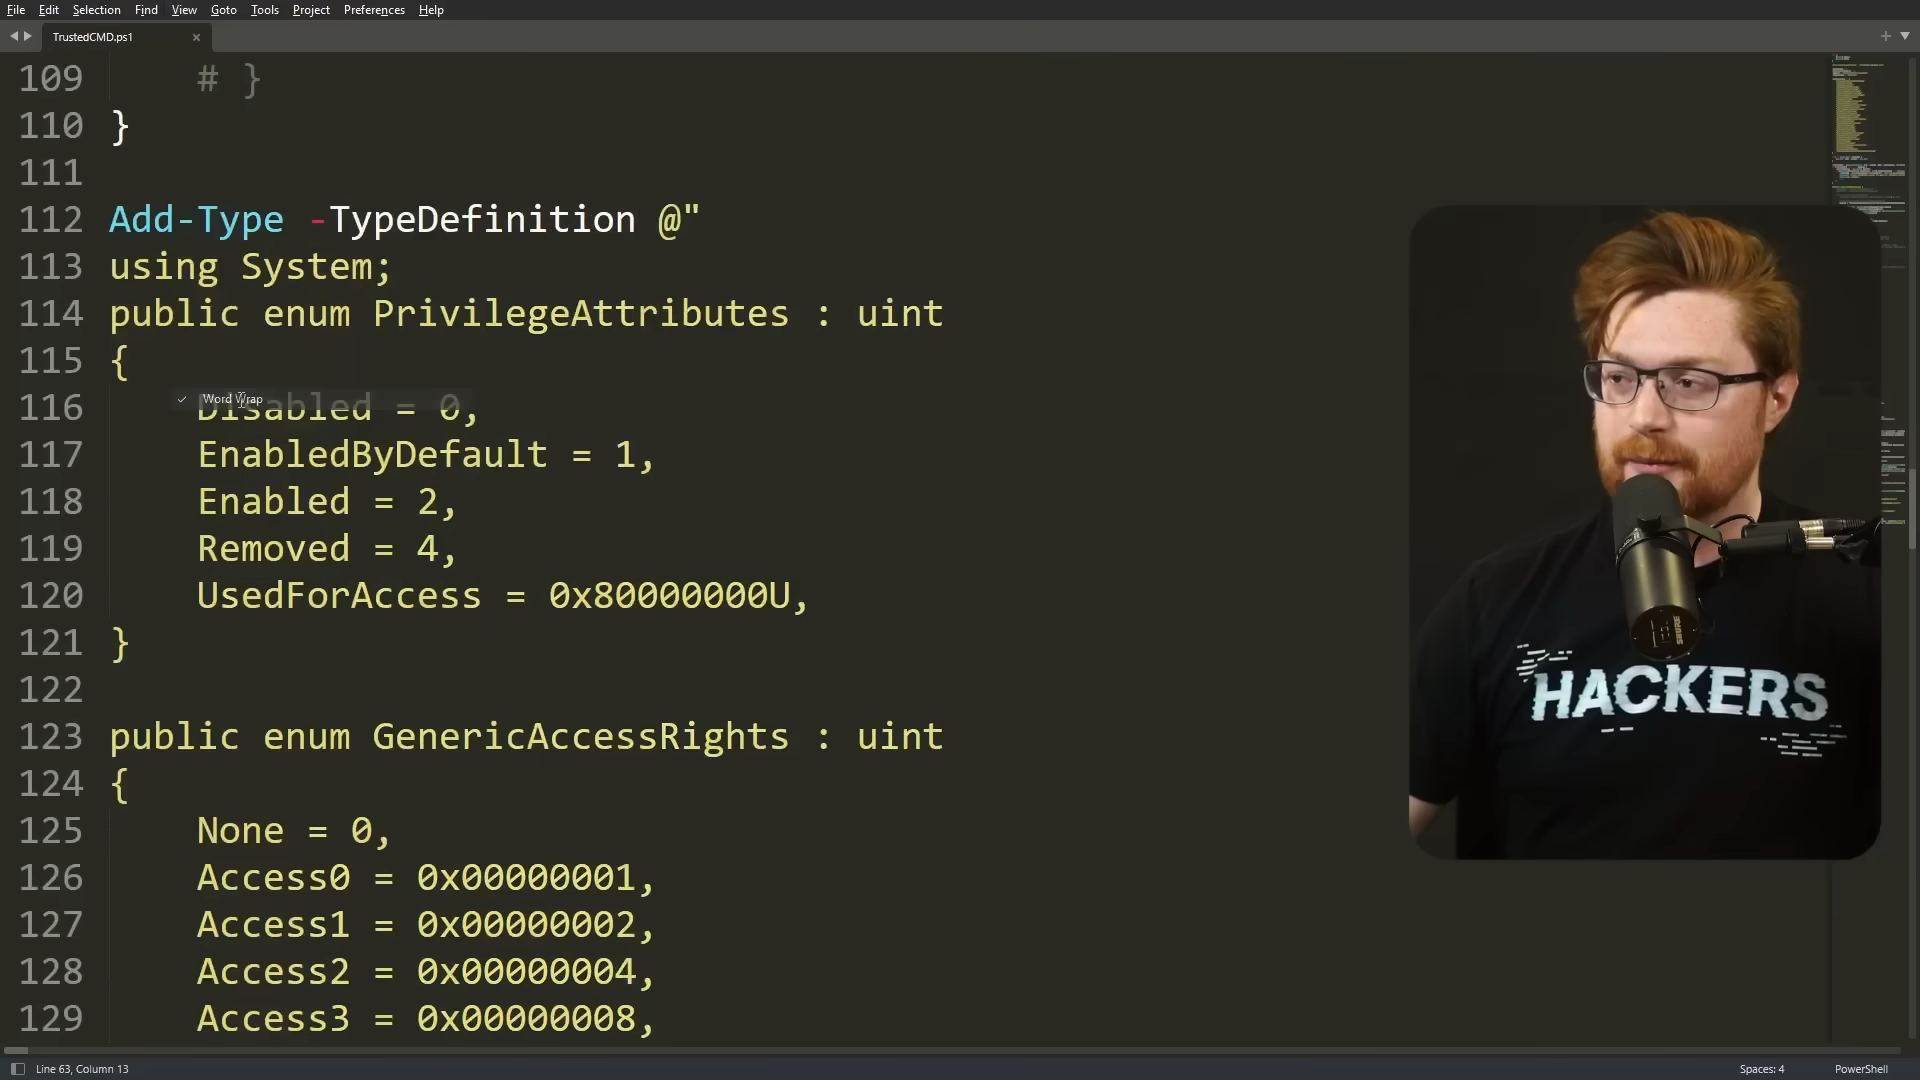 File Edit Selection Find View Goto Tools Project Preferences Help
TrustedCMD.ps1
109 # }
110 }
111
112 Add-Type -TypeDefinition @"
113 using System;
114 public enum PrivilegeAttributes : uint
115 {
Word Wrap
116 Disabled = 0,
117 EnabledByDefault = 1,
118 Enabled = 2,
119 Removed = 4,
120 UsedForAccess = 0x80000000U,
121 }
122
123 public enum GenericAccessRights : uint
124 {
125 None = 0,
126 Access0 = 0x00000001,
127 Access1 = 0x00000002,
128 Access2 = 0x00000004,
129 Access3 = 0x00000008,
SHURE
HACKERS
Line 63, Column 13
Spaces: 4
PowerShell